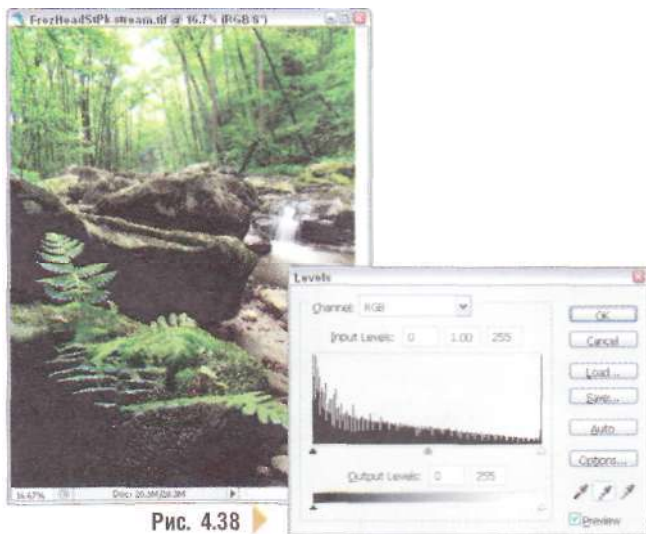 FrozHeadStPk-stream.tif @ 16.7% (RGB/8*)
16.67%
Doc: 20.3M/20.3M
Levels
Channel: RGB
Input Levels: 0 1.00 255
Output Levels: 0 255
OK
Cancel
Load...
Save...
Auto
Options...
Preview
Рис. 4.38